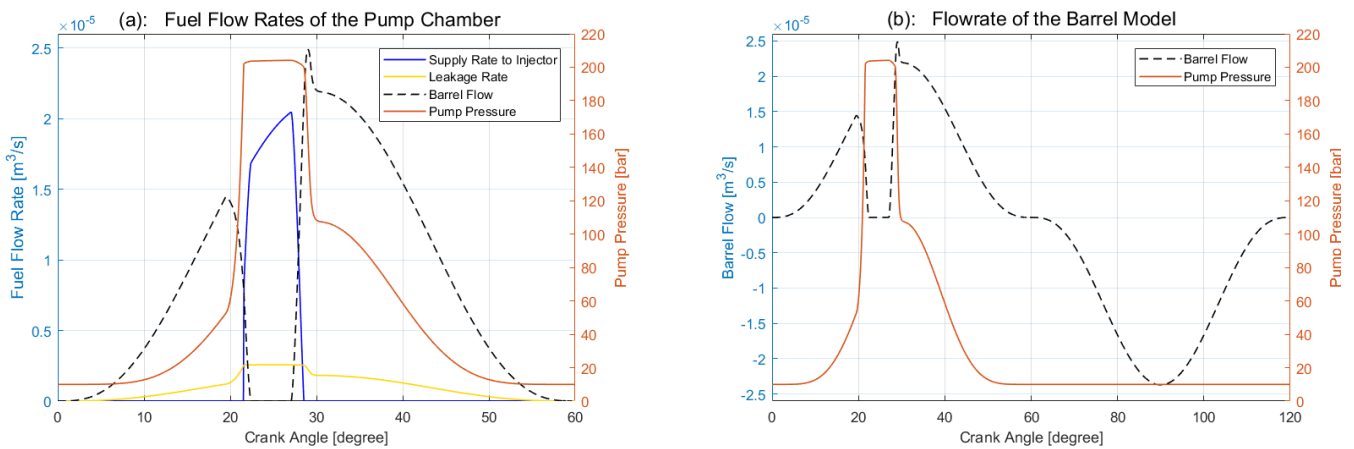 (a): Fuel Flow Rates of the Pump Chamber
×10⁻⁵
2.5
2
1.5
1
0.5
0
Fuel Flow Rate [m³/s]
Supply Rate to Injector
Leakage Rate
Barrel Flow
Pump Pressure
220
200
180
160
140
120
100
80
60
40
20
0
Pump Pressure [bar]
0 10 20 30 40 50 60
Crank Angle [degree]
(b): Flowrate of the Barrel Model
×10⁻⁵
2.5
2
1.5
1
0.5
0
-0.5
-1
-1.5
-2
-2.5
Barrel Flow [m³/s]
Barrel Flow
Pump Pressure
220
200
180
160
140
120
100
80
60
40
20
0
Pump Pressure [bar]
0 20 40 60 80 100 120
Crank Angle [degree]